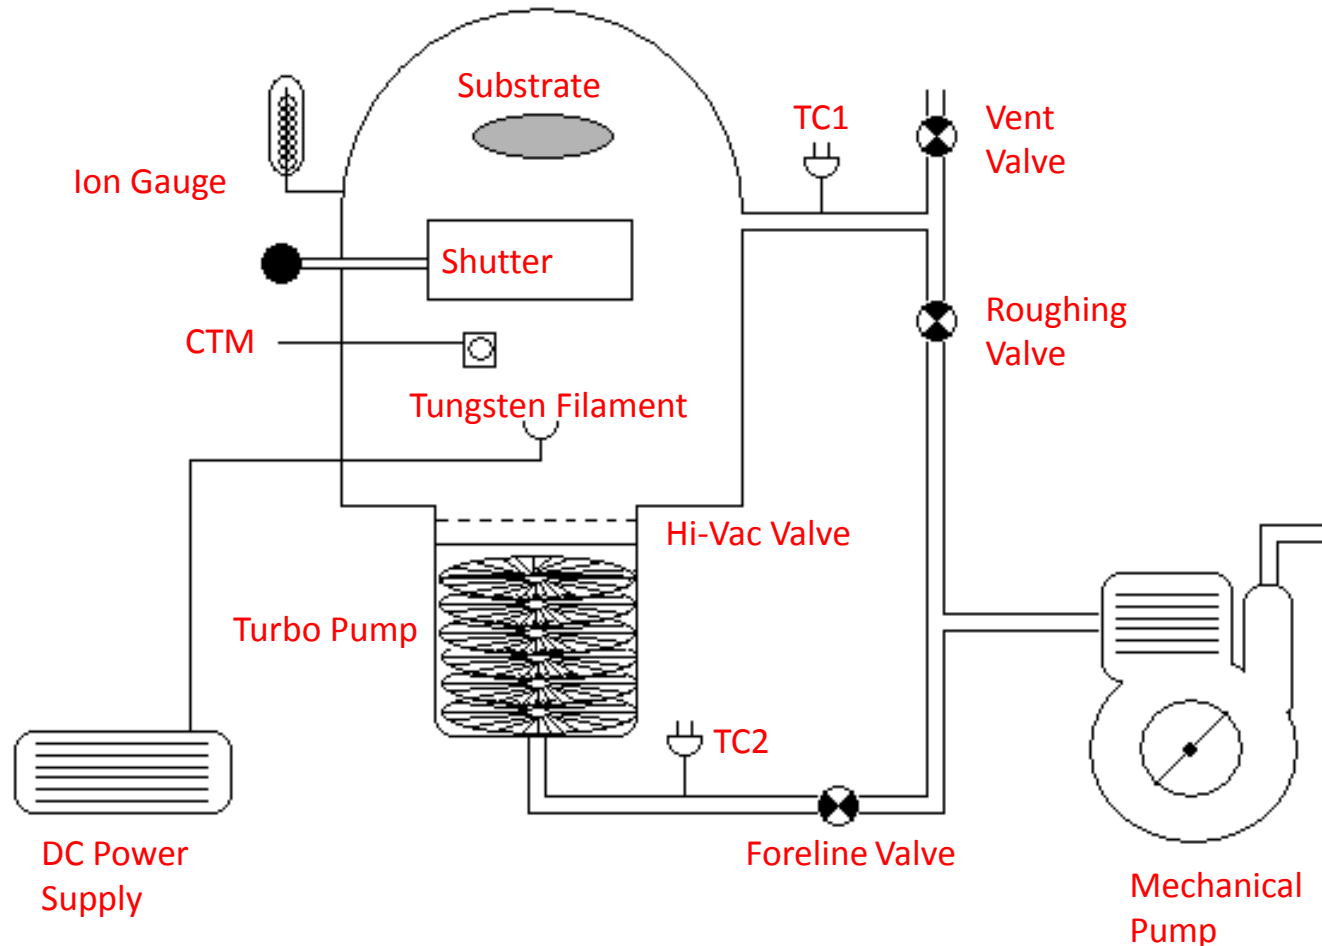 Substrate
TC1
Vent
Valve
Ion Gauge
Shutter
Roughing
Valve
CTM
Tungsten Filament
Hi-Vac Valve
Turbo Pump
TC2
DC Power
Supply
Foreline Valve
Mechanical
Pump